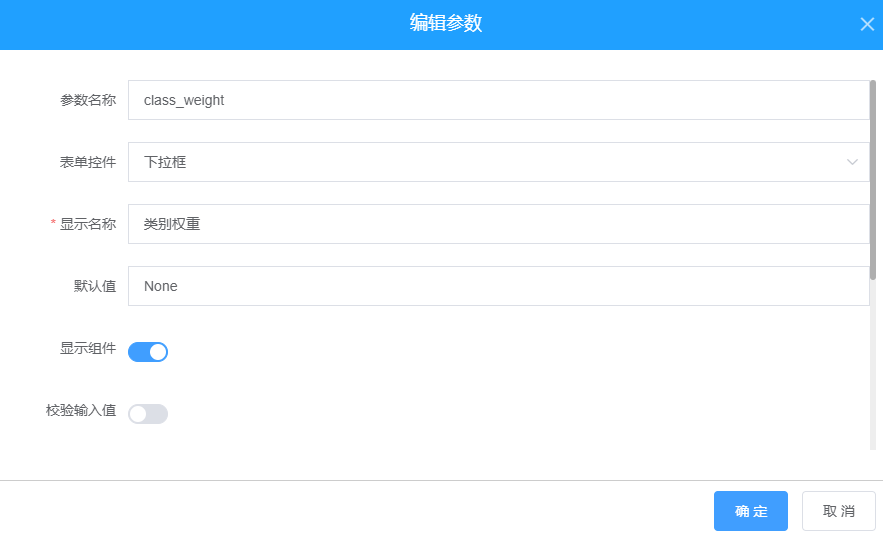 编辑参数
参数名称 class_weight
表单控件 下拉框
* 显示名称 类别权重
默认值 None
显示组件
校验输入值
确定 取消